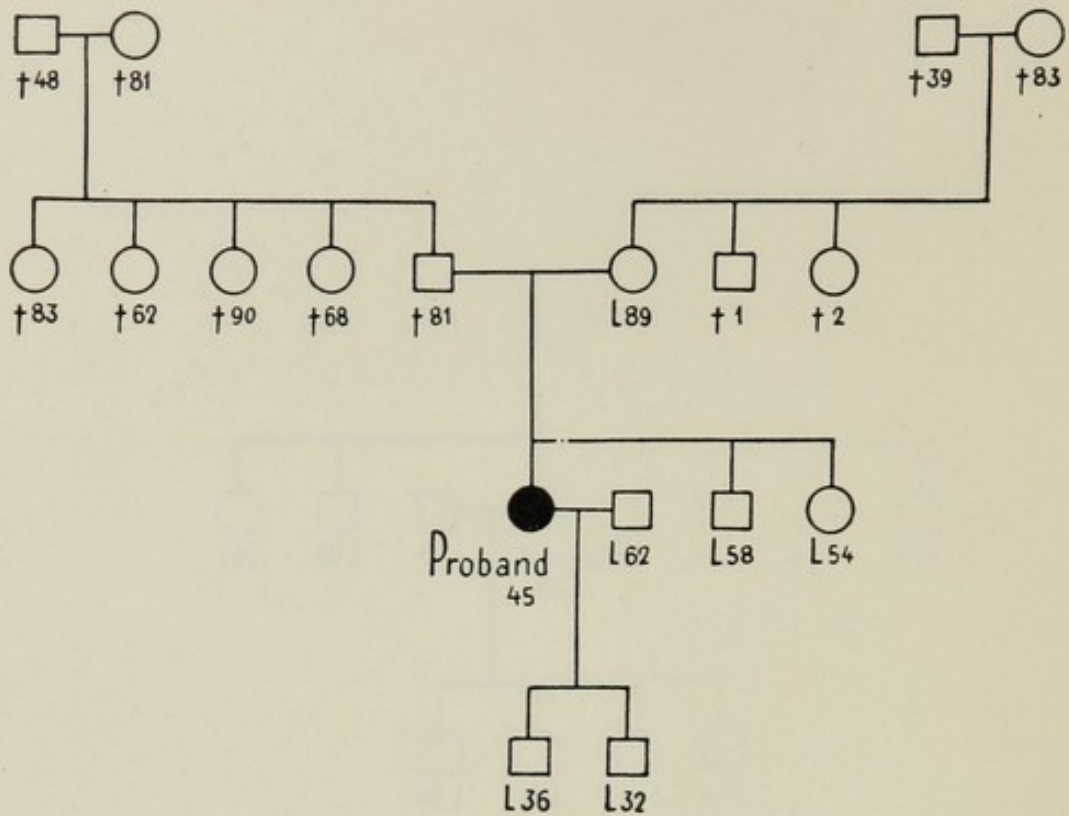 †48 †81 †39 †83
†83 †62 †90 †68 †81 L89 †1 †2
Proband L62 L58 L54
45
L36 L32